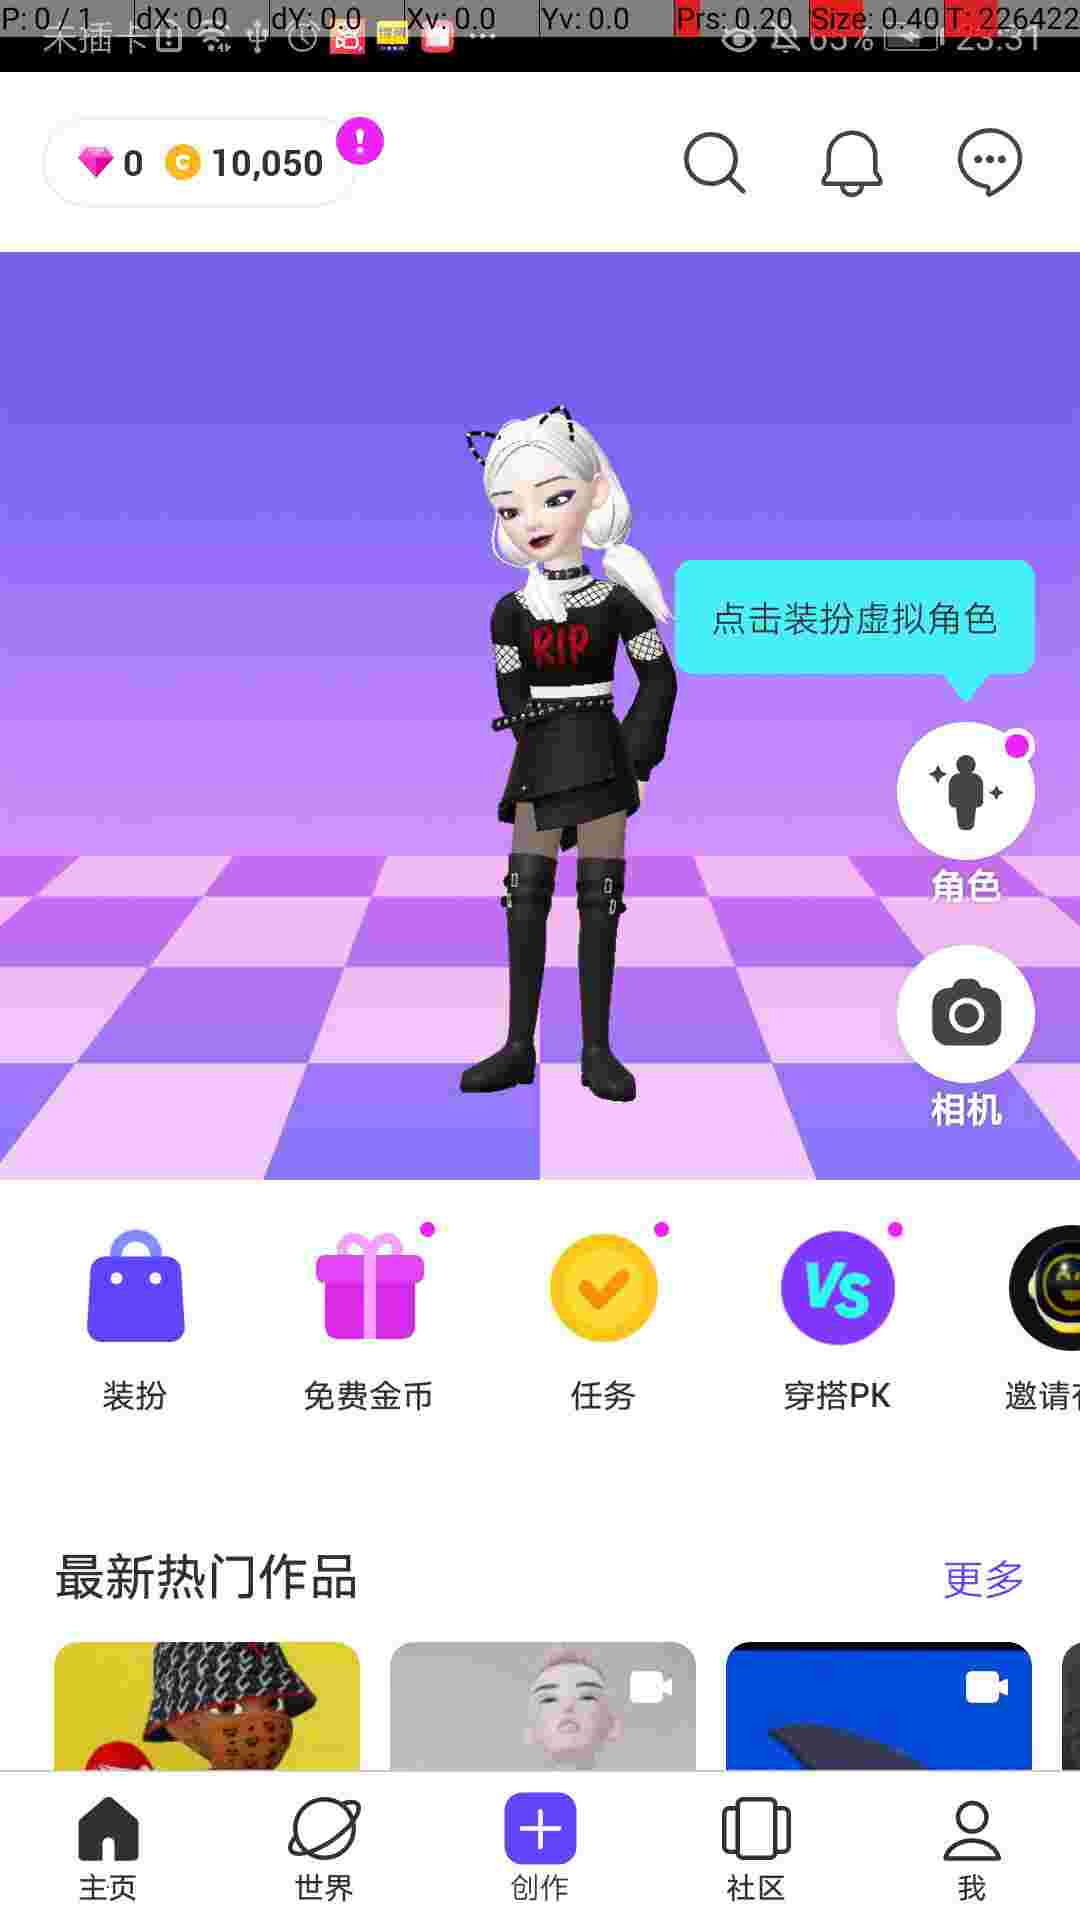 P: 0 / 1 dX: 0.0 dY: 0.0 Xv: 0.0 Yv: 0.0 Prs: 0.20 Size: 0.40 T: 226422
未插卡 63% 23:31
0 10,050
点击装扮虚拟角色
RIP
角色
相机
VS
装扮 免费金币 任务 穿搭PK 邀请
最新热门作品 更多
主页 世界 创作 社区 我